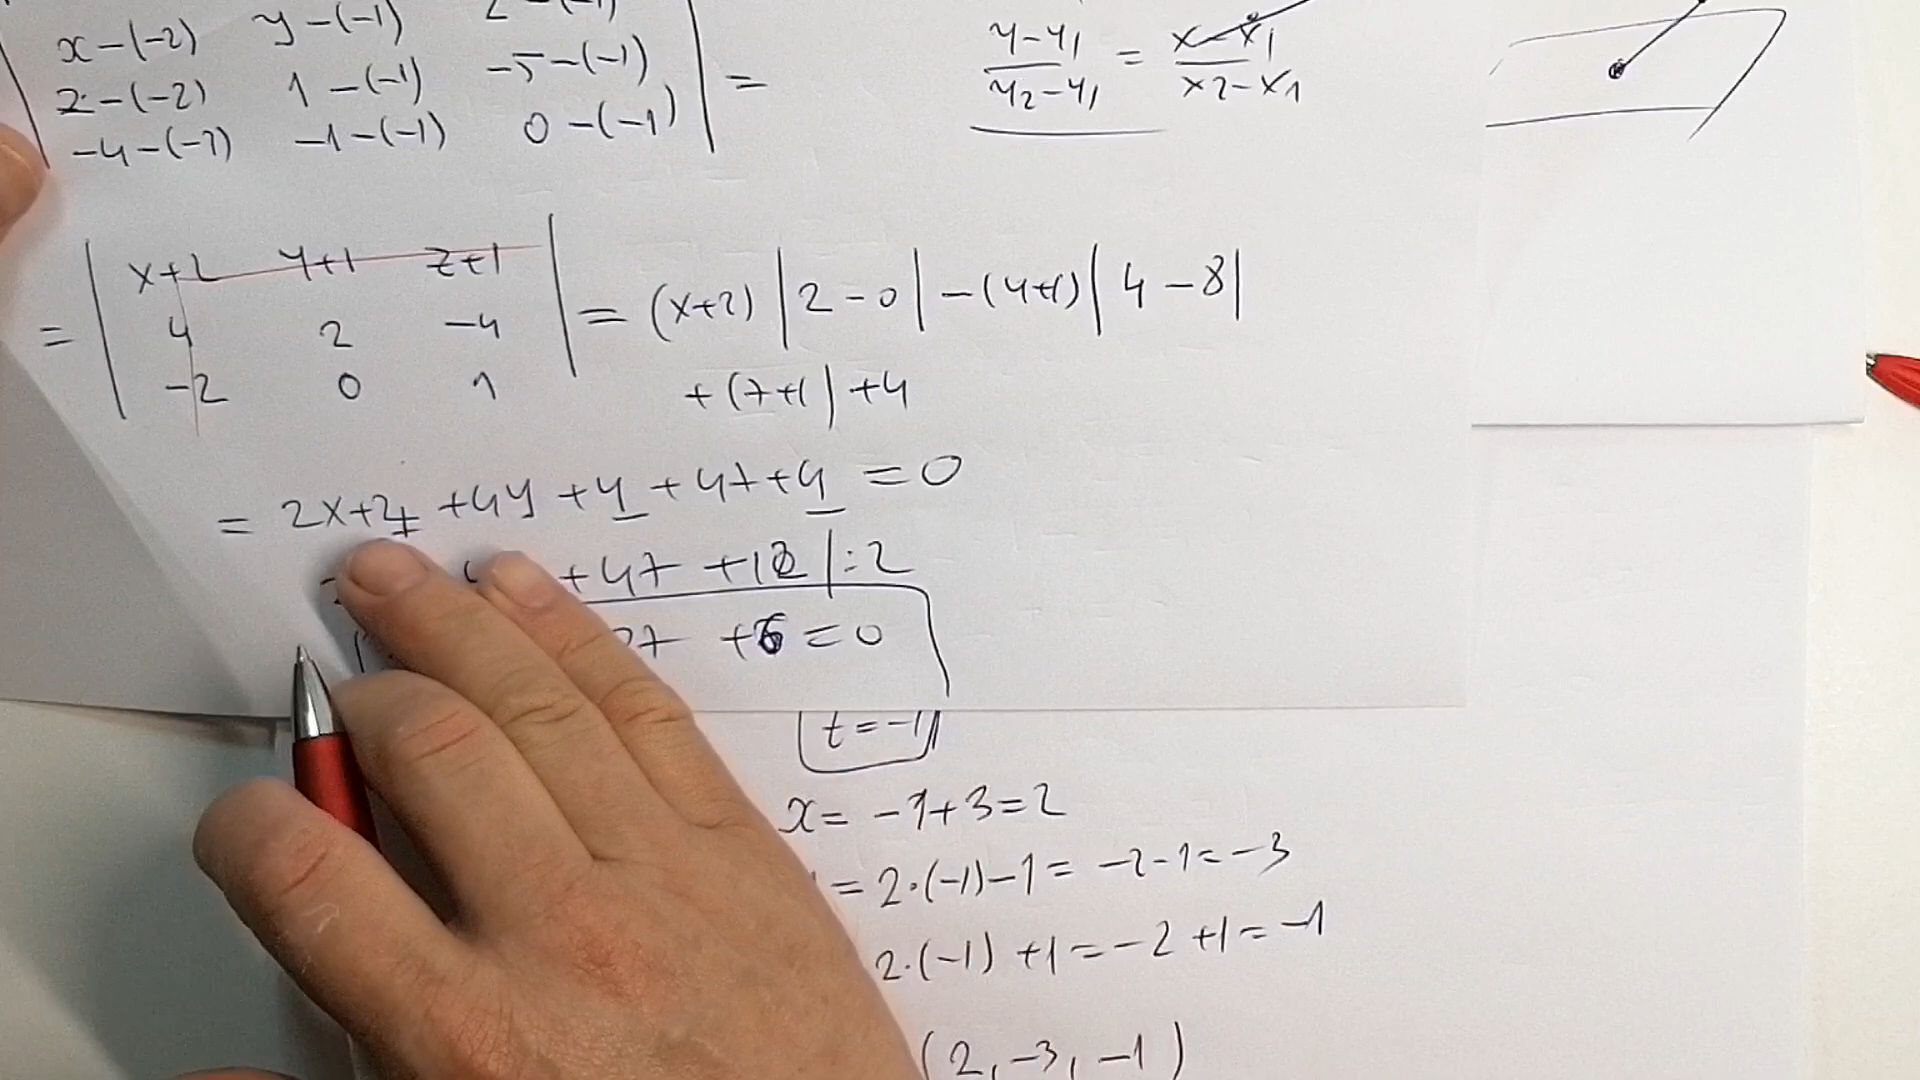 x-(-2) y-(-1) z-(-1)
2-(-2) 1-(-1) -5-(-1) =
-4-(-2) -1-(-1) 0-(-1)
y-y1 = x-x1
y2-y1 x2-x1
= | x+2 y+1 z+1 | = (x+2) |2-0| -(y+1) | 4-8|
4 2 -4
-2 0 1
+(z+1) +4
= 2x+4 +4y +4 +4z+4 =0
+4z +12 |:2
2z +6 =0
t=-1
x= -1+3=2
= 2·(-1)-1= -2-1=-3
2·(-1) +1=-2+1=-1
(2, -3, -1)